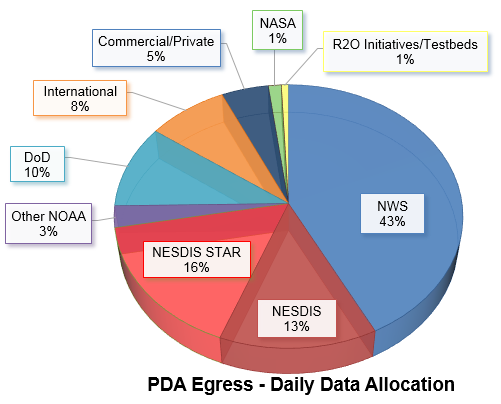 NASA
1%
Commercial/Private
5%
R2O Initiatives/Testbeds
1%
International
8%
DoD
10%
NWS
43%
Other NOAA
3%
NESDIS STAR
16%
NESDIS
13%
PDA Egress - Daily Data Allocation